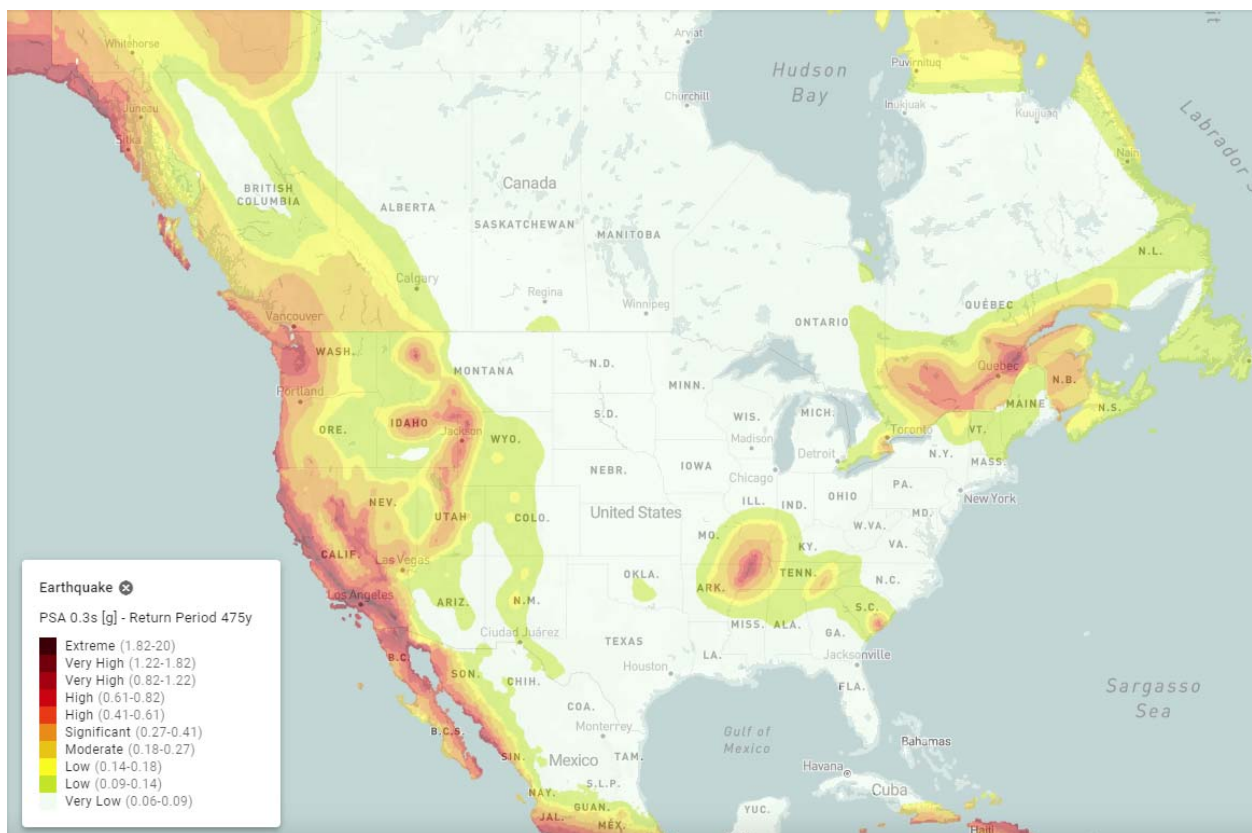 Whitehorse
Arviat
Puvirnituq
Hudson
Bay
Churchill
Inukjuak
Kuujjuaq
Juneau
Sitka
Labrador S
Nain
BRITISH
COLUMBIA
Canada
ALBERTA
SASKATCHEWAN
MANITOBA
N.L.
Calgary
Regina
Winnipeg
ONTARIO
QUÉBEC
Vancouver
WASH.
MONTANA
N.D.
Quebec
N.B.
Portland
MINN.
MAINE
N.S.
ORE.
IDAHO
Jackson
WYO.
S.D.
WIS.
MICH.
Toronto
VT.
Madison
Detroit
N.Y.
MASS.
NEBR.
IOWA
Chicago
PA.
New York
NEV.
UTAH
COLO.
United States
ILL.
IND.
OHIO
MD.
W.VA.
MO.
KY.
VA.
CALIF.
Las Vegas
OKLA.
ARK.
TENN.
N.C.
Los Angeles
ARIZ.
N.M.
S.C.
MISS.
ALA.
GA.
Ciudad Juárez
TEXAS
LA.
Jacksonville
B.C.
SON.
CHIH.
Houston
FLA.
Sargasso
Sea
B.C.S.
COA.
Monterrey
Gulf of
Mexico
Bahamas
SIN.
Mexico
TAM.
Havana
Cuba
NAY.
S.L.P.
GUAN.
YUC.
JAL.
MÉX.
Haiti
Earthquake
PSA 0.3s [g] - Return Period 475y
Extreme (1.82-20)
Very High (1.22-1.82)
Very High (0.82-1.22)
High (0.61-0.82)
High (0.41-0.61)
Significant (0.27-0.41)
Moderate (0.18-0.27)
Low (0.14-0.18)
Low (0.09-0.14)
Very Low (0.06-0.09)